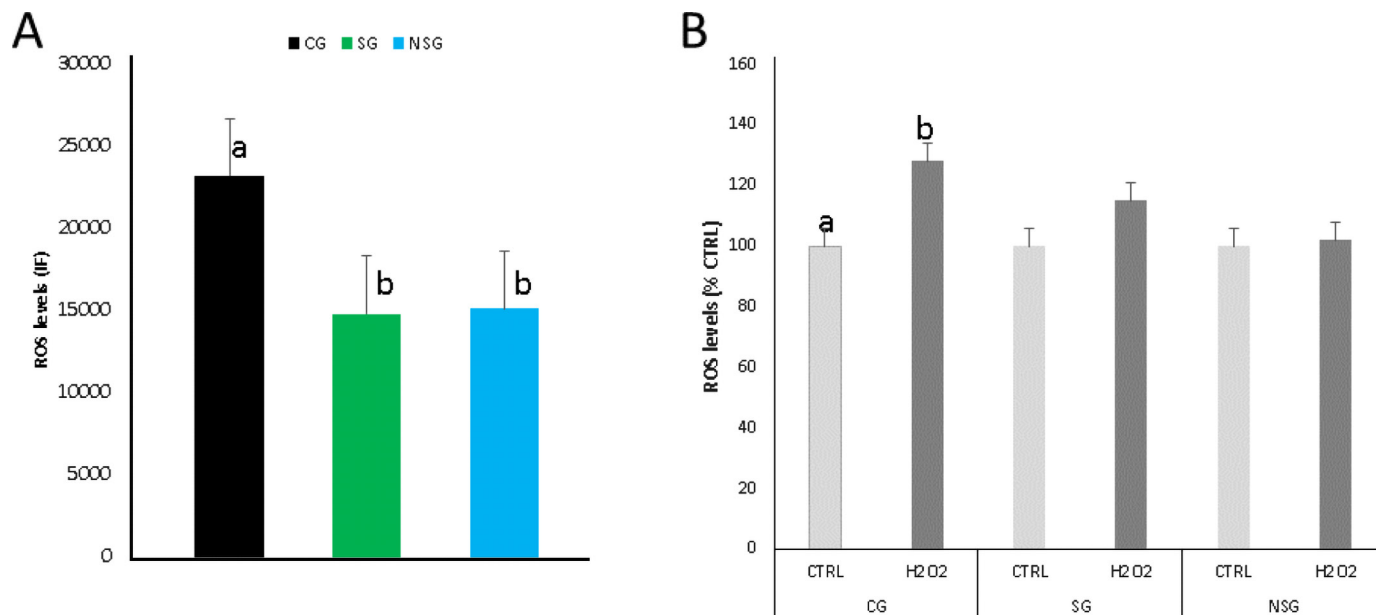 A
CG SG NSG
30000
25000
20000
15000
10000
5000
0
ROS levels (IF)
a
b
b
B
160
140
120
100
80
60
40
20
0
ROS levels (% CTRL)
a
b
CTRL H2O2 CTRL H2O2 CTRL H2O2
CG SG NSG